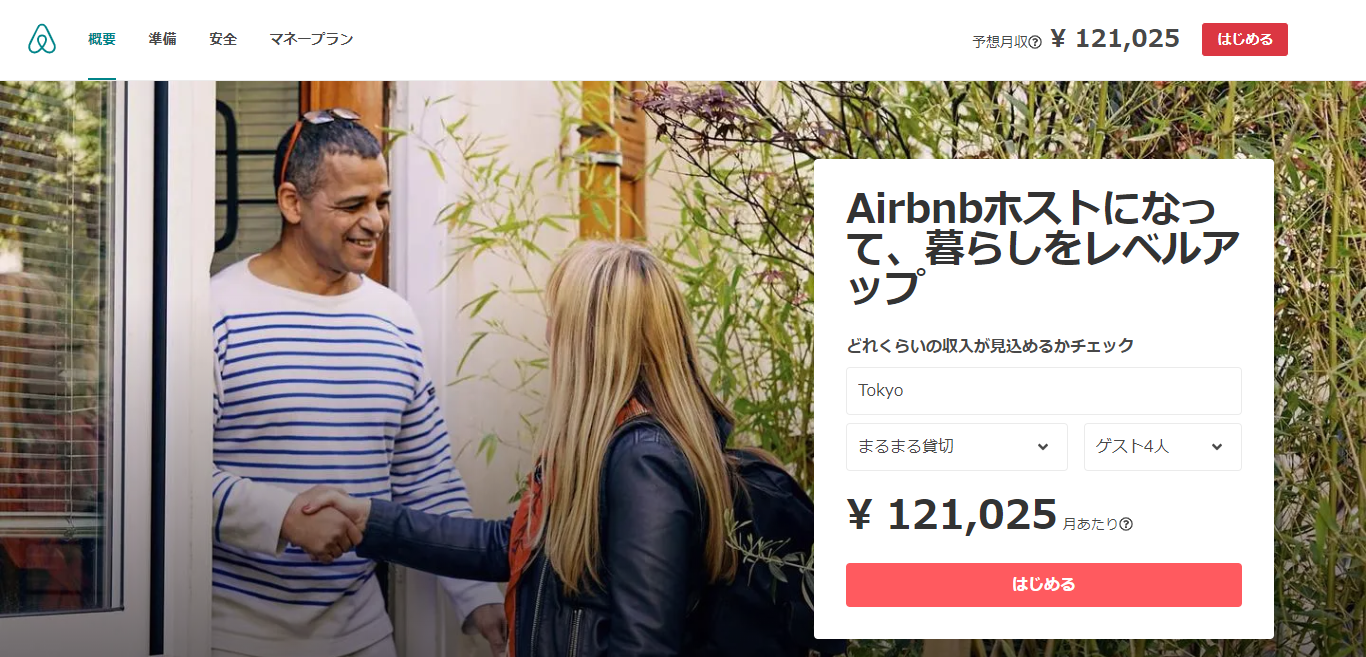 概要 準備 安全 マネープラン 予想月収? ¥ 121,025 はじめる
Airbnbホストになっ
て、暮らしをレベルア
ップ
どれくらいの収入が見込めるかチェック
Tokyo
まるまる貸切 ゲスト4人
¥ 121,025 月あたり?
はじめる